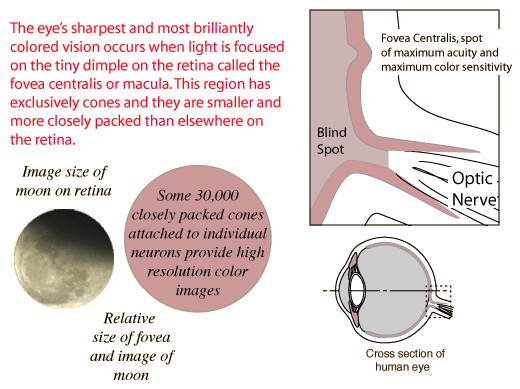 The eye's sharpest and most brilliantly
colored vision occurs when light is focused
on the tiny dimple on the retina called the
fovea centralis or macula. This region has
exclusively cones and they are smaller and
more closely packed than elsewhere on
the retina.
Image size of
moon on retina
Some 30,000
closely packed cones
attached to individual
neurons provide high
resolution color
images
Relative
size of fovea
and image of
moon
Fovea Centralis, spot
of maximum acuity and
maximum color sensitivity
Blind
Spot
Optic
Nerve
Cross section of
human eye